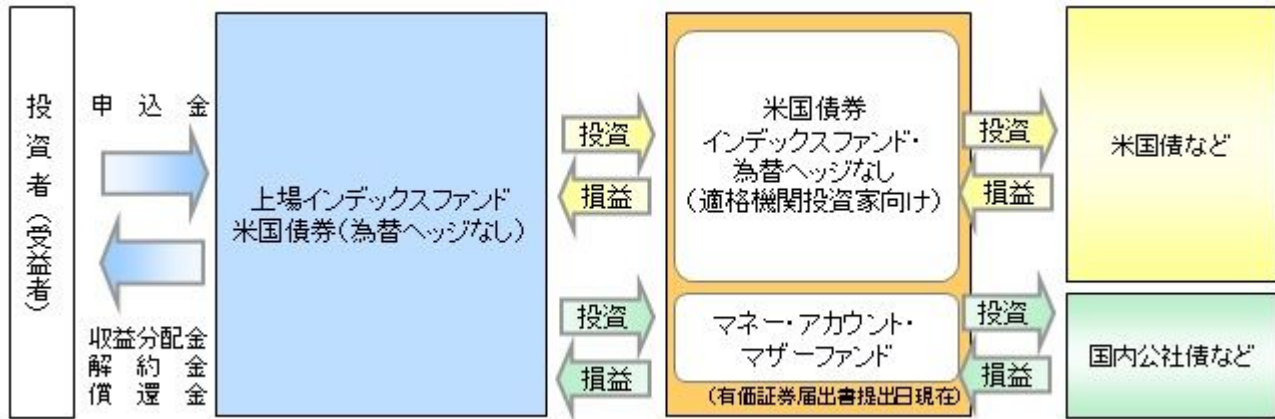 投資者(受益者)
申込金
収益分配金
解約金
償還金
上場インデックスファンド
米国債券(為替ヘッジなし)
投資
損益
投資
損益
米国債券
インデックスファンド・
為替ヘッジなし
(適格機関投資家向け)
マネー・アカウント・
マザーファンド
(有価証券届出書提出日現在)
投資
損益
投資
損益
米国債など
国内公社債など